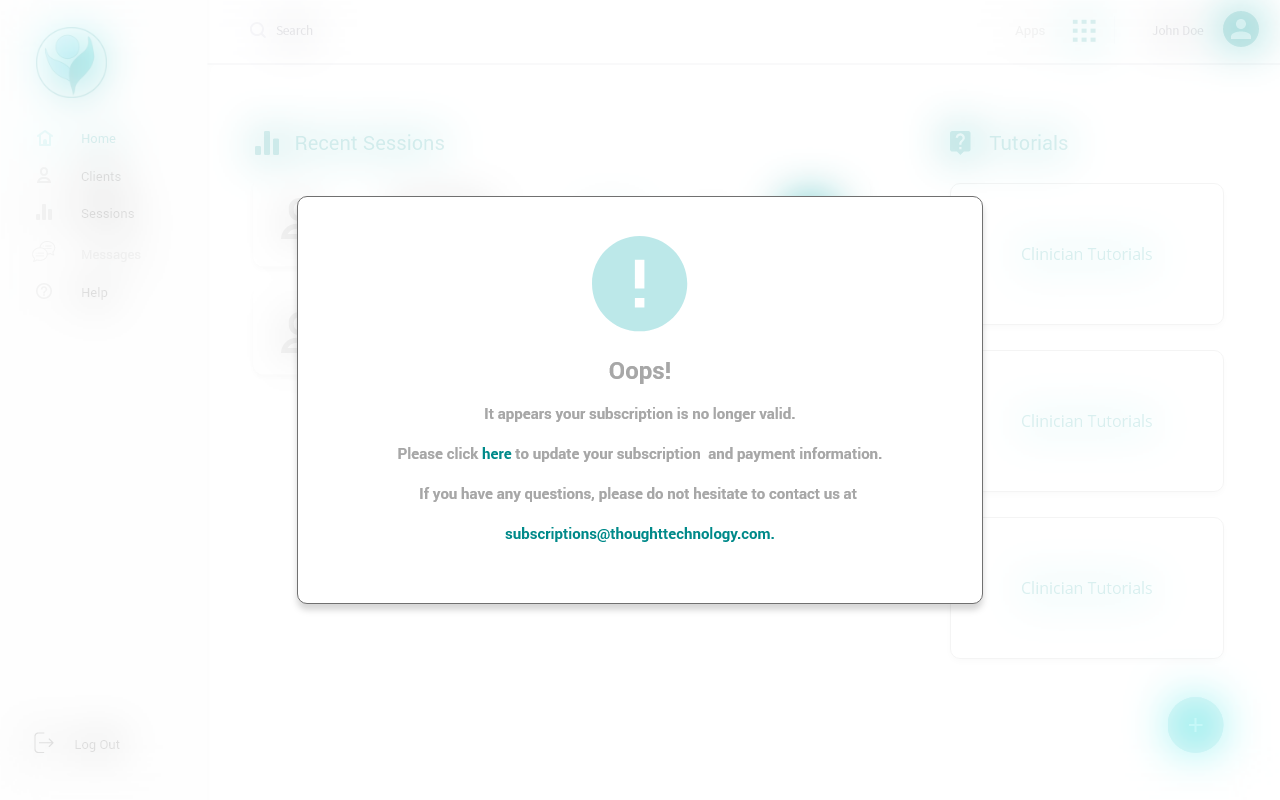 Search
Apps
John Doe
Home
Clients
Sessions
Messages
Help
Log Out
Recent Sessions
Tutorials
Clinician Tutorials
Clinician Tutorials
Clinician Tutorials
Oops!
It appears your subscription is no longer valid.
Please click here to update your subscription  and payment information.
If you have any questions, please do not hesitate to contact us at
subscriptions@thoughttechnology.com.